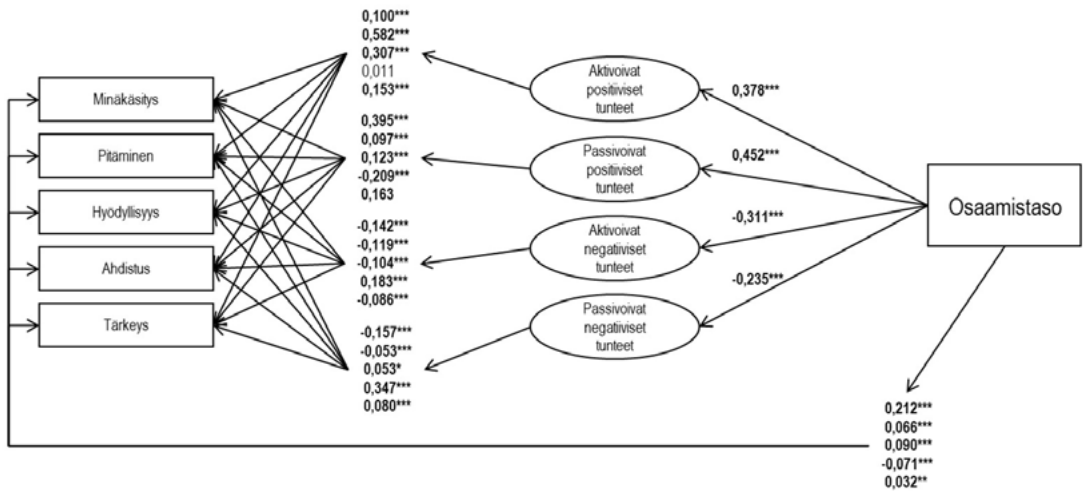 Minäkäsitys
Pitäminen
Hyödyllisyys
Ahdistus
Tärkeys
0,100***
0,582***
0,307***
0,011
0,153***
0,395***
0,097***
0,123***
-0,209***
0,163
-0,142***
-0,119***
-0,104***
0,183***
-0,086***
-0,157***
-0,053***
0,053*
0,347***
0,080***
Aktivoivat
positiiviset
tunteet
Passivoivat
positiiviset
tunteet
Aktivoivat
negatiiviset
tunteet
Passivoivat
negatiiviset
tunteet
0,378***
0,452***
-0,311***
-0,235***
Osaamistaso
0,212***
0,066***
0,090***
-0,071***
0,032**